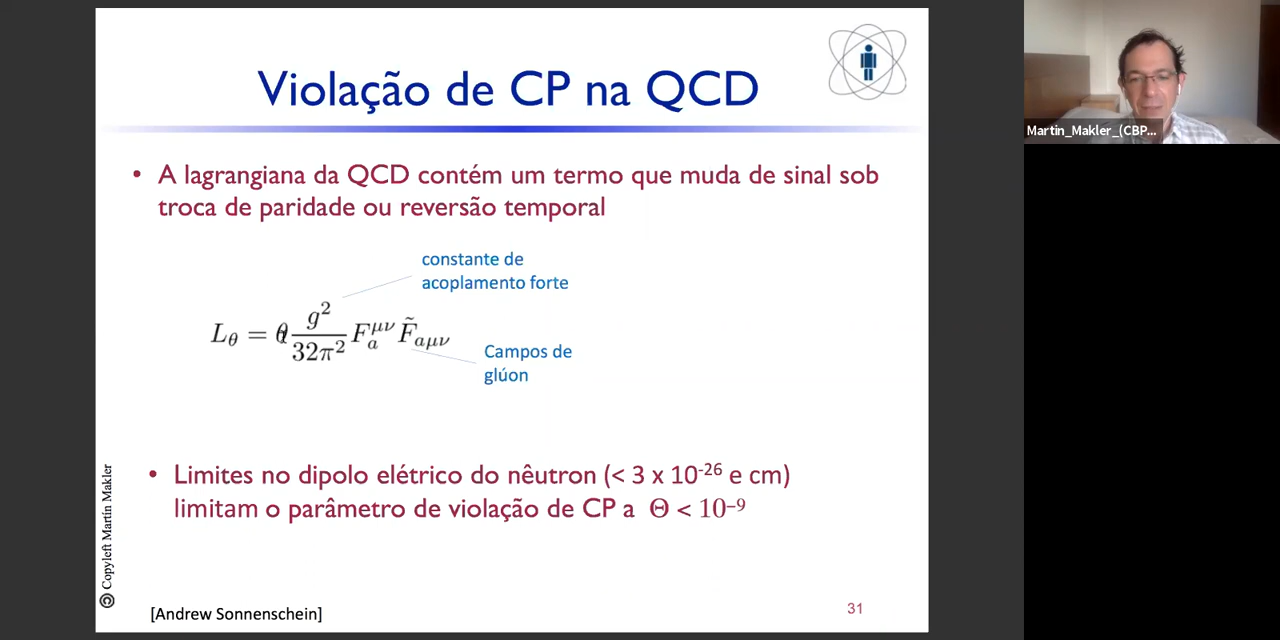 Violação de CP na QCD
Martin_Makler_(CBP...
• A lagrangiana da QCD contém um termo que muda de sinal sob
troca de paridade ou reversão temporal
constante de
acoplamento forte
L_θ = θ g²/32π² F_a^{μν} F̃_{aμν}
Campos de
glúon
• Limites no dipolo elétrico do nêutron (< 3 x 10⁻²⁶ e cm)
limitam o parâmetro de violação de CP a Θ < 10⁻⁹
© Copyleft Martin Makler
[Andrew Sonnenschein]
31